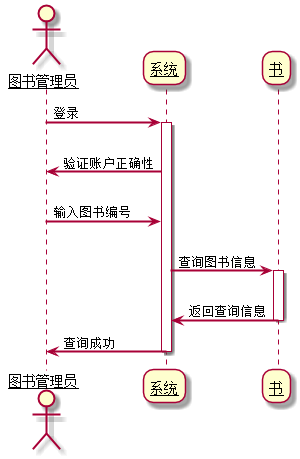 图书管理员
系统
书
登录
验证账户正确性
输入图书编号
查询图书信息
返回查询信息
查询成功
图书管理员
系统
书